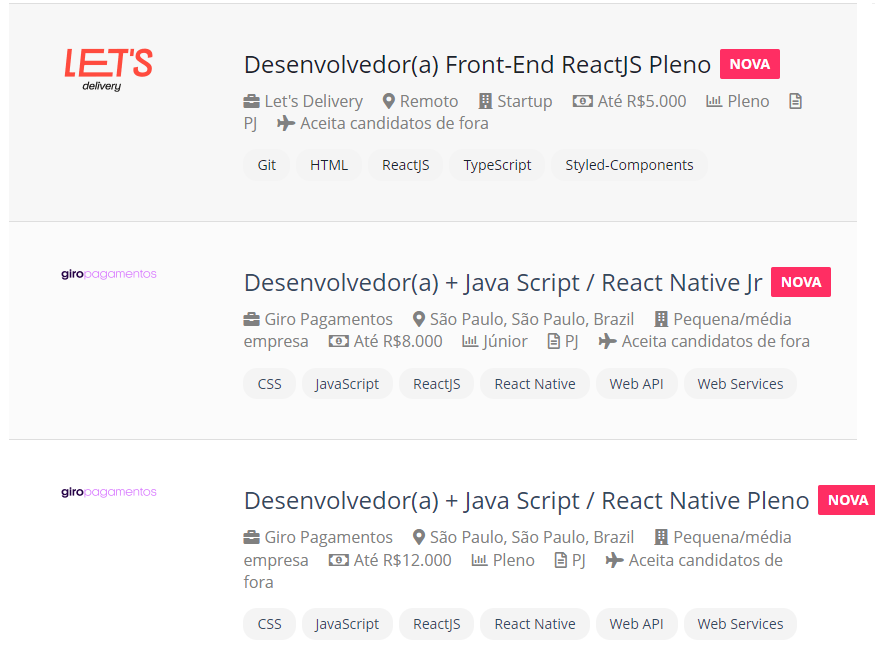 LET'S
delivery
Desenvolvedor(a) Front-End ReactJS Pleno NOVA
Let's Delivery Remoto Startup Até R$5.000 Pleno
PJ Aceita candidatos de fora
Git HTML ReactJS TypeScript Styled-Components
giropagamentos
Desenvolvedor(a) + Java Script / React Native Jr NOVA
Giro Pagamentos São Paulo, São Paulo, Brazil Pequena/média
empresa Até R$8.000 Júnior PJ Aceita candidatos de fora
CSS JavaScript ReactJS React Native Web API Web Services
giropagamentos
Desenvolvedor(a) + Java Script / React Native Pleno NOVA
Giro Pagamentos São Paulo, São Paulo, Brazil Pequena/média
empresa Até R$12.000 Pleno PJ Aceita candidatos de
fora
CSS JavaScript ReactJS React Native Web API Web Services